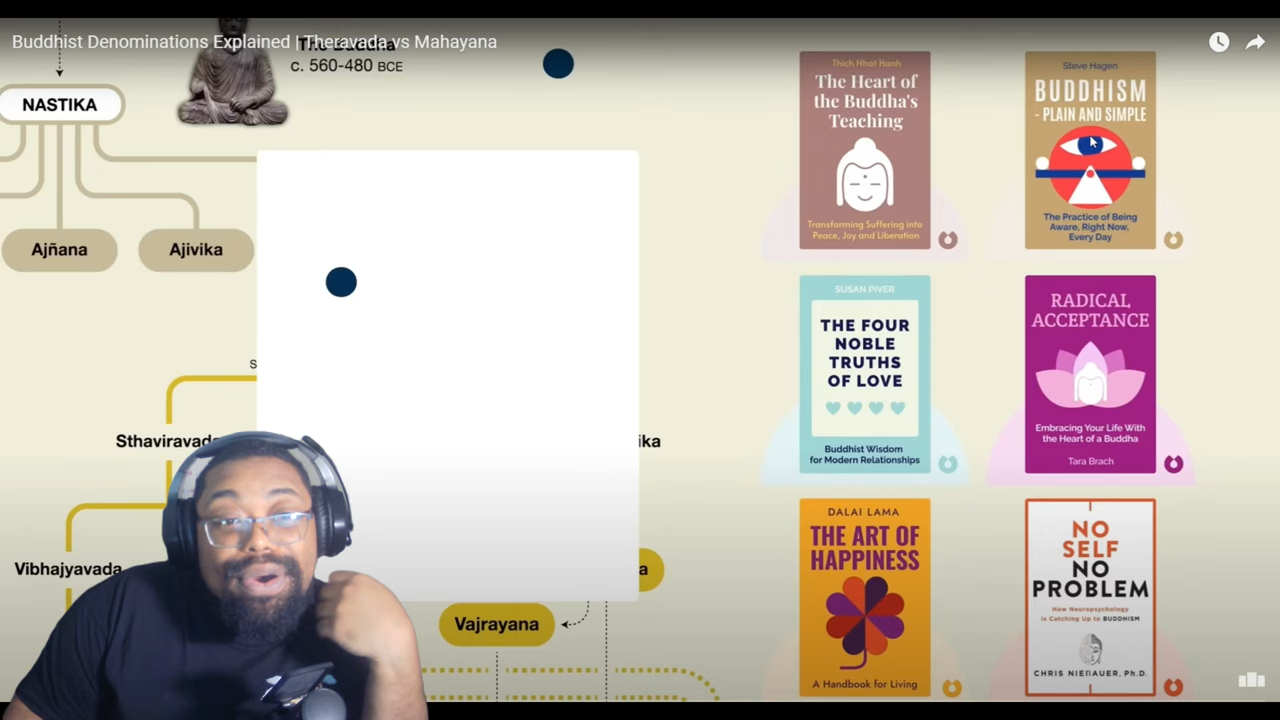 Buddhist Denominations Explained | Theravada vs Mahayana
The Buddha
c. 560-480 BCE
NASTIKA
Ajñana
Ajivika
S
Sthaviravada
ika
Vibhajyavada
a
Vajrayana
Thich Nhat Hanh
The Heart of
the Buddha's
Teaching
Transforming Suffering into
Peace, Joy and Liberation
Steve Hagen
BUDDHISM
- PLAIN AND SIMPLE
The Practice of Being
Aware, Right Now,
Every Day
SUSAN PIVER
THE FOUR
NOBLE
TRUTHS
OF LOVE
Buddhist Wisdom
for Modern Relationships
RADICAL
ACCEPTANCE
Embracing Your Life With
the Heart of a Buddha
Tara Brach
DALAI LAMA
THE ART OF
HAPPINESS
A Handbook for Living
NO
SELF
NO
PROBLEM
How Neuropsychology
Is Catching Up to BUDDHISM
CHRIS NIEBAUER, Ph.D.